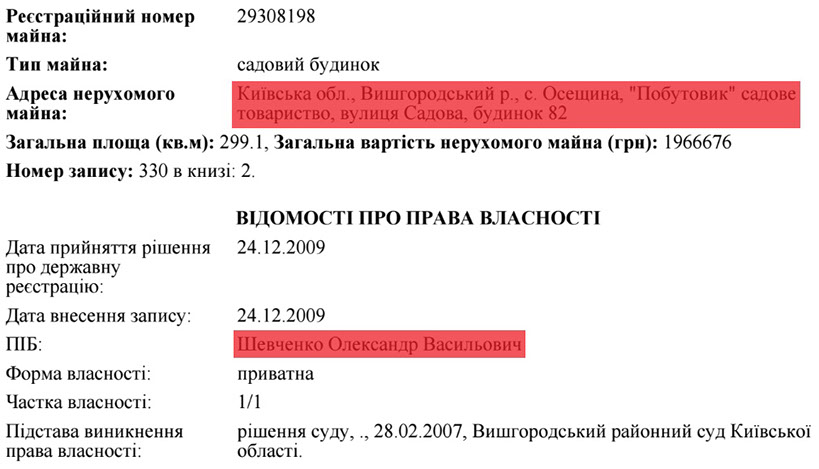 Реєстраційний номер 29308198
майна:
Тип майна: садовий будинок
Адреса нерухомого Київська обл., Вишгородський р., с. Осещина, "Побутовик" садове
майна: товариство, вулиця Садова, будинок 82
Загальна площа (кв.м): 299.1, Загальна вартість нерухомого майна (грн): 1966676
Номер запису: 330 в книзі: 2.
ВІДОМОСТІ ПРО ПРАВА ВЛАСНОСТІ
Дата прийняття рішення 24.12.2009
про державну
реєстрацію:
Дата внесення запису: 24.12.2009
ПІБ: Шевченко Олександр Васильович
Форма власності: приватна
Частка власності: 1/1
Підстава виникнення рішення суду, ., 28.02.2007, Вишгородський районний суд Київської
права власності: області.